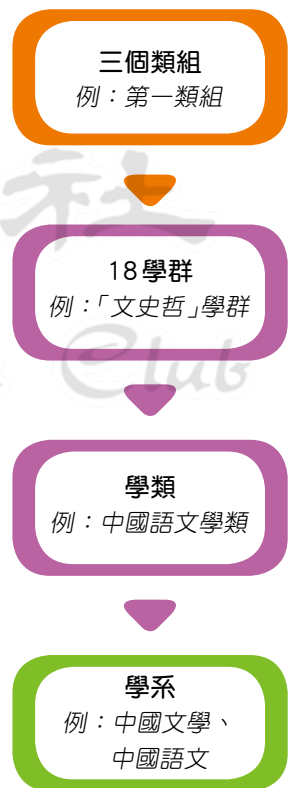 三個類組
例：第一類組
社
18學群
例：「文史哲」學群
Club
學類
例：中國語文學類
學系
例：中國文學、
中國語文